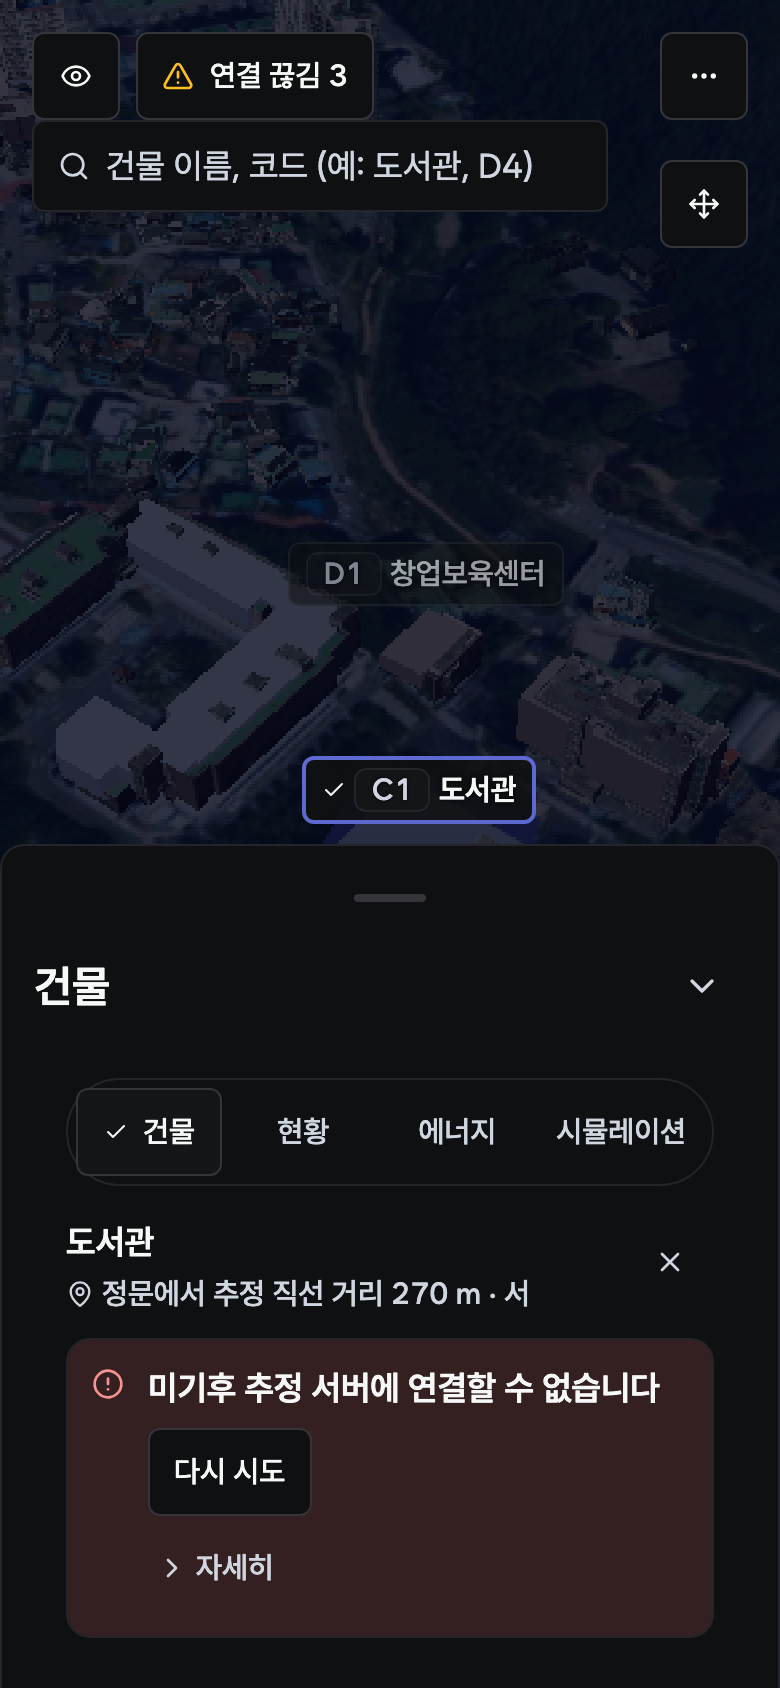 연결 끊김 3
건물 이름, 코드 (예: 도서관, D4)
D1 창업보육센터
C1 도서관
건물
건물 현황 에너지 시뮬레이션
도서관
정문에서 추정 직선 거리 270 m · 서
미기후 추정 서버에 연결할 수 없습니다
다시 시도
자세히